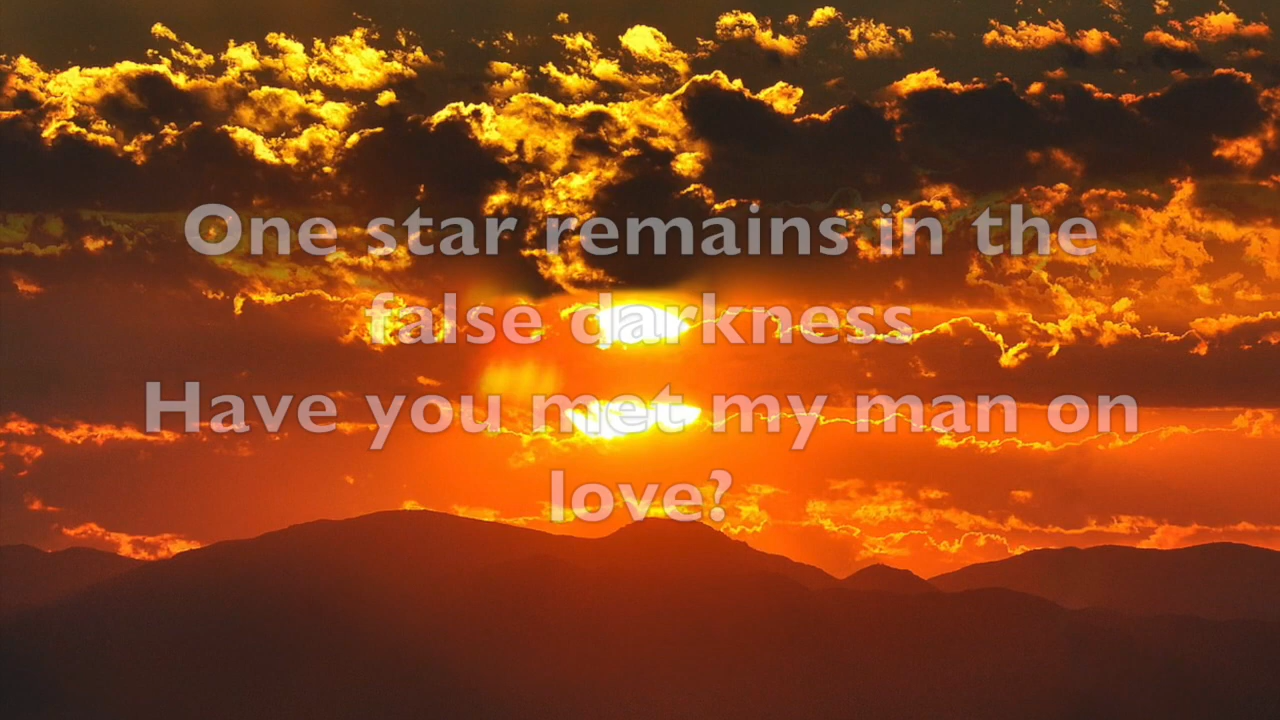 One star remains in the
false darkness
Have you met my man on
love?